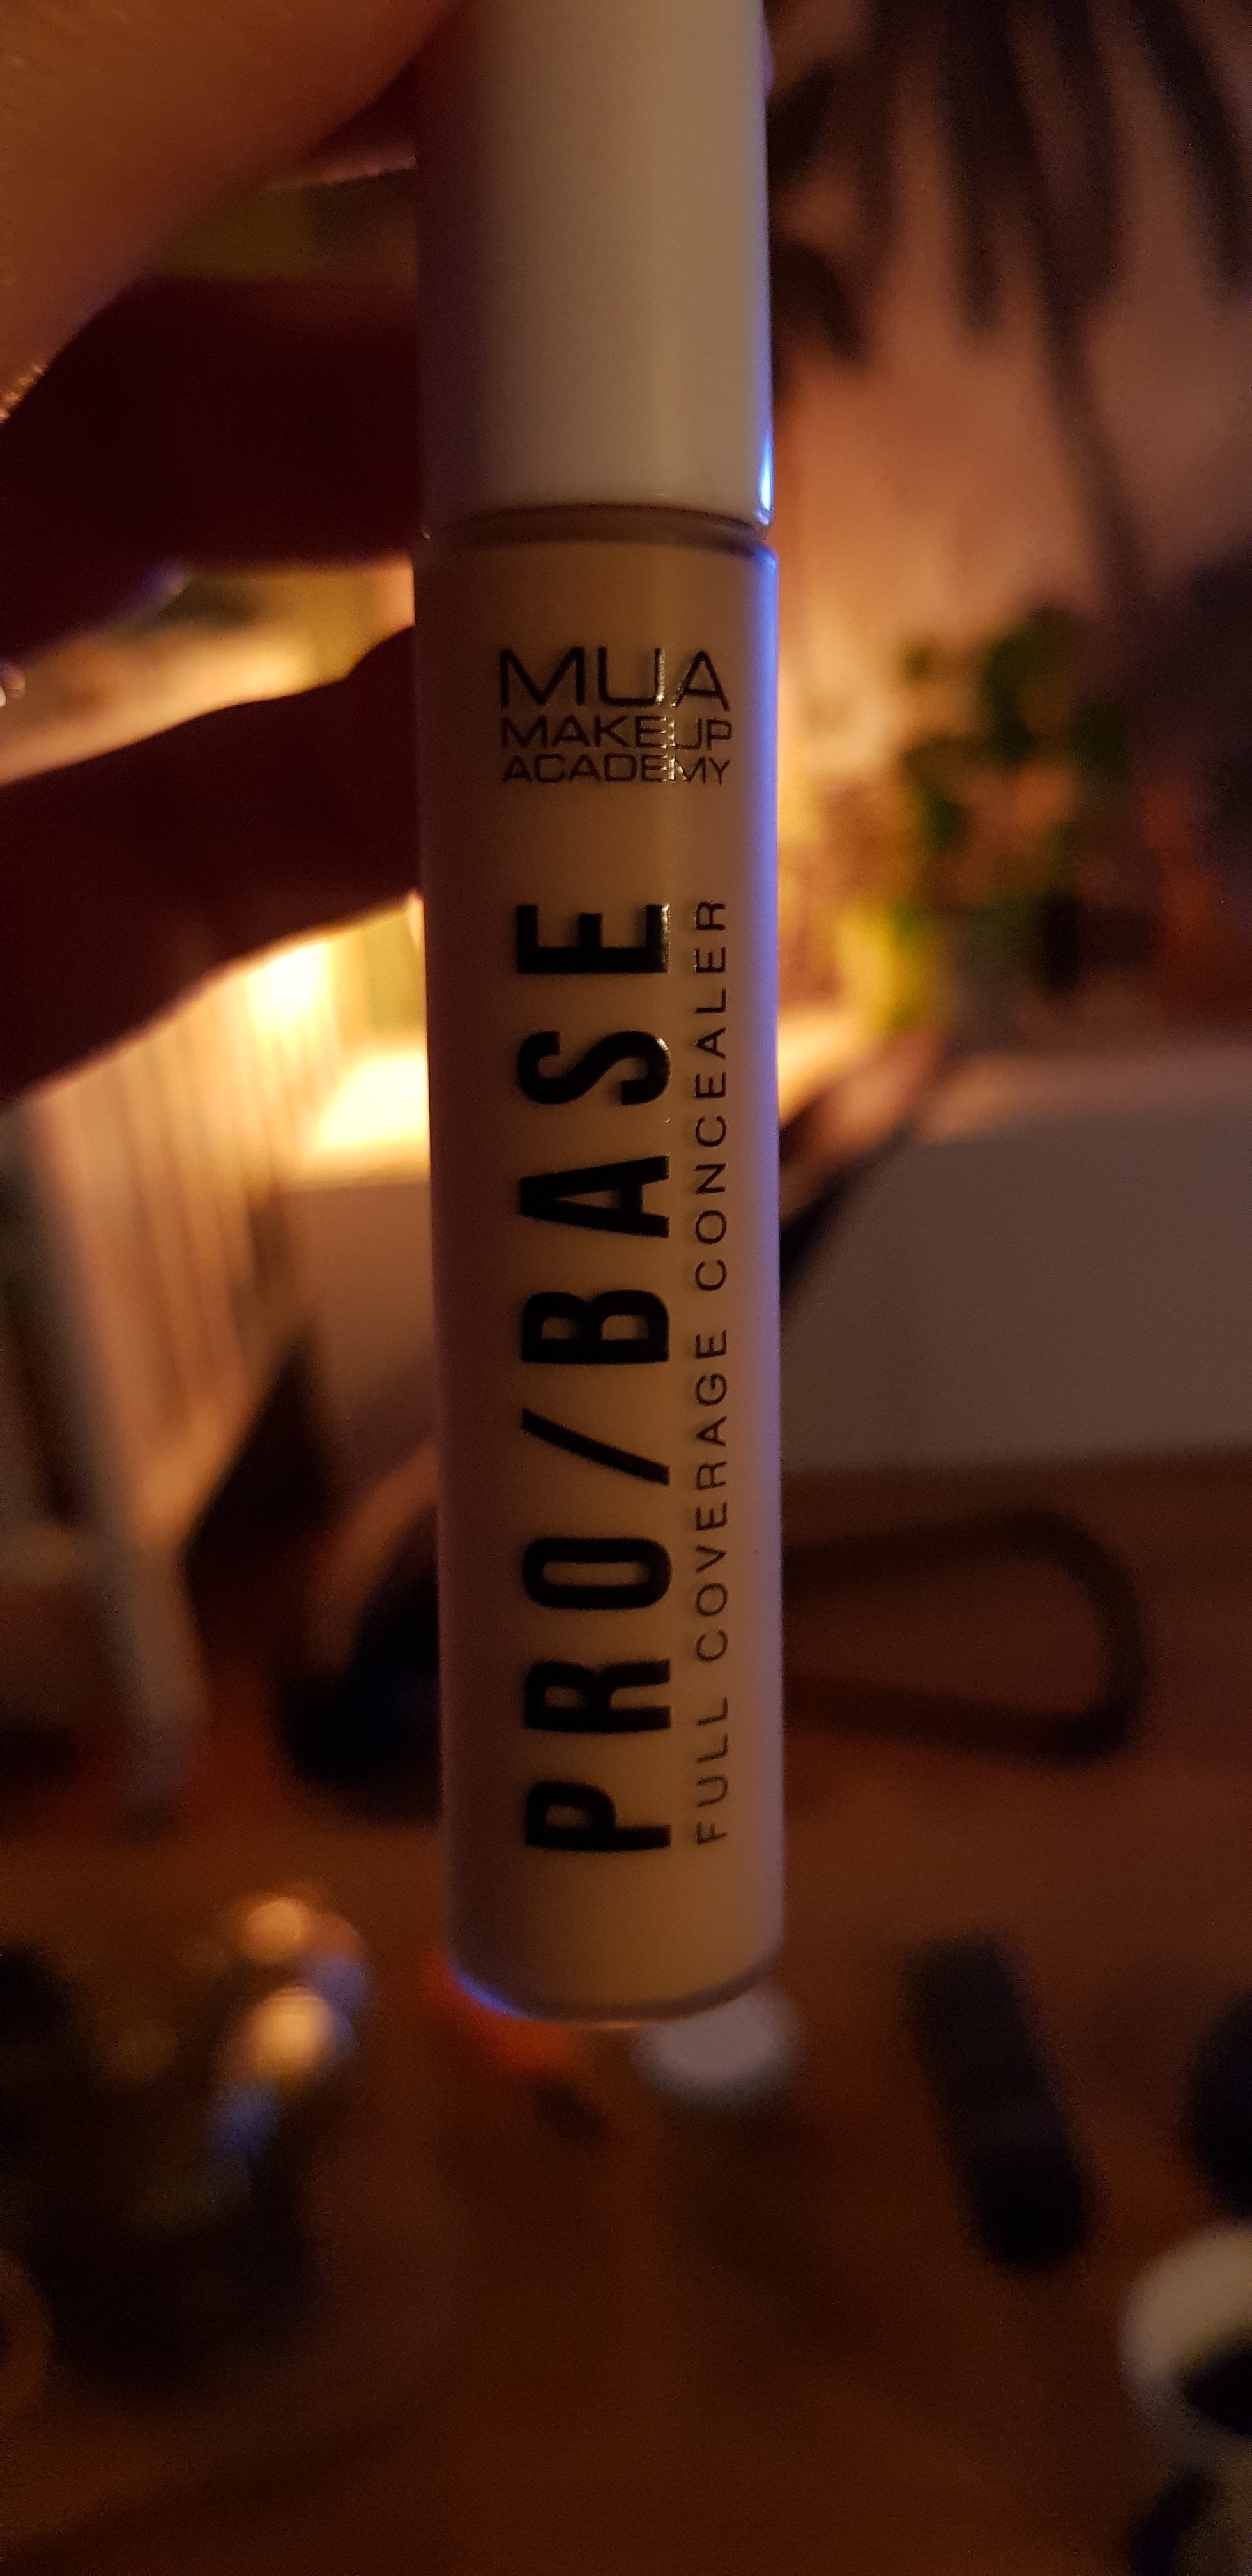 MUA
MAKEUP
ACADEMY
PRO/BASE
FULL COVERAGE CONCEALER